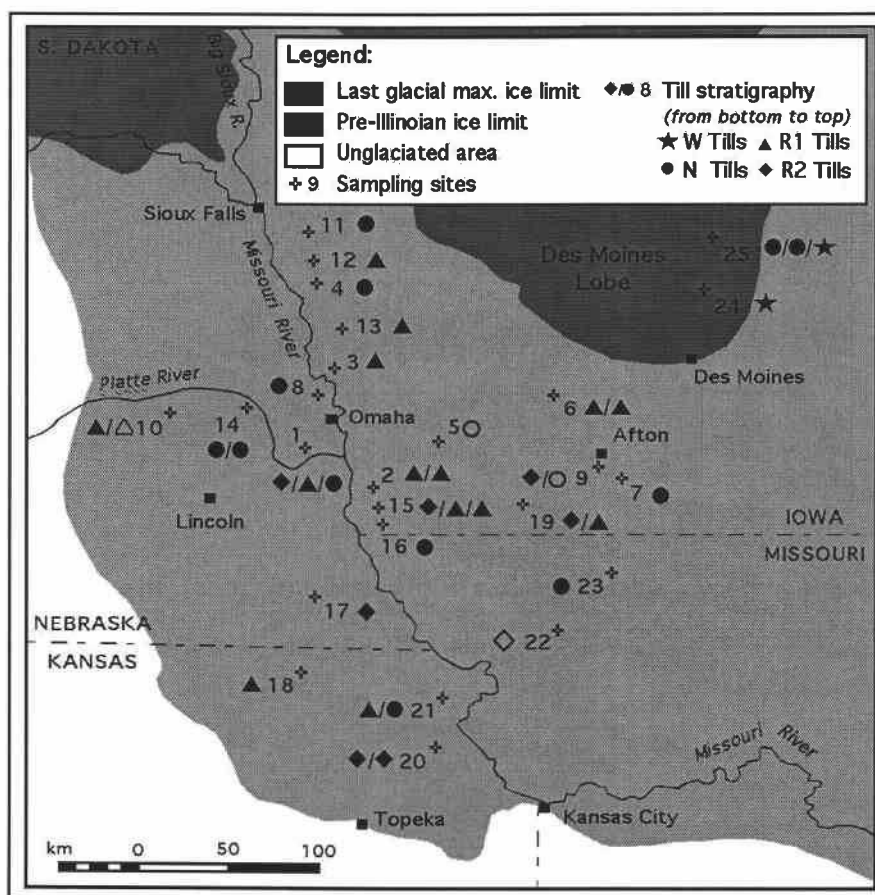 S. DAKOTA
Big Sioux R.
Legend:
Last glacial max. ice limit
Pre-Illinoian ice limit
Unglaciated area
9 Sampling sites
8 Till stratigraphy
(from bottom to top)
W Tills R1 Tills
N Tills R2 Tills
Sioux Falls
Missouri River
11
12
4
13
3
Des Moines
Lobe
25
24
Des Moines
Platte River
8
Omaha
10
14
1
5
6
Afton
2
9
7
Lincoln
15
19
16
IOWA
MISSOURI
23
17
22
NEBRASKA
KANSAS
18
21
20
Missouri
River
Topeka
Kansas City
km 0 100